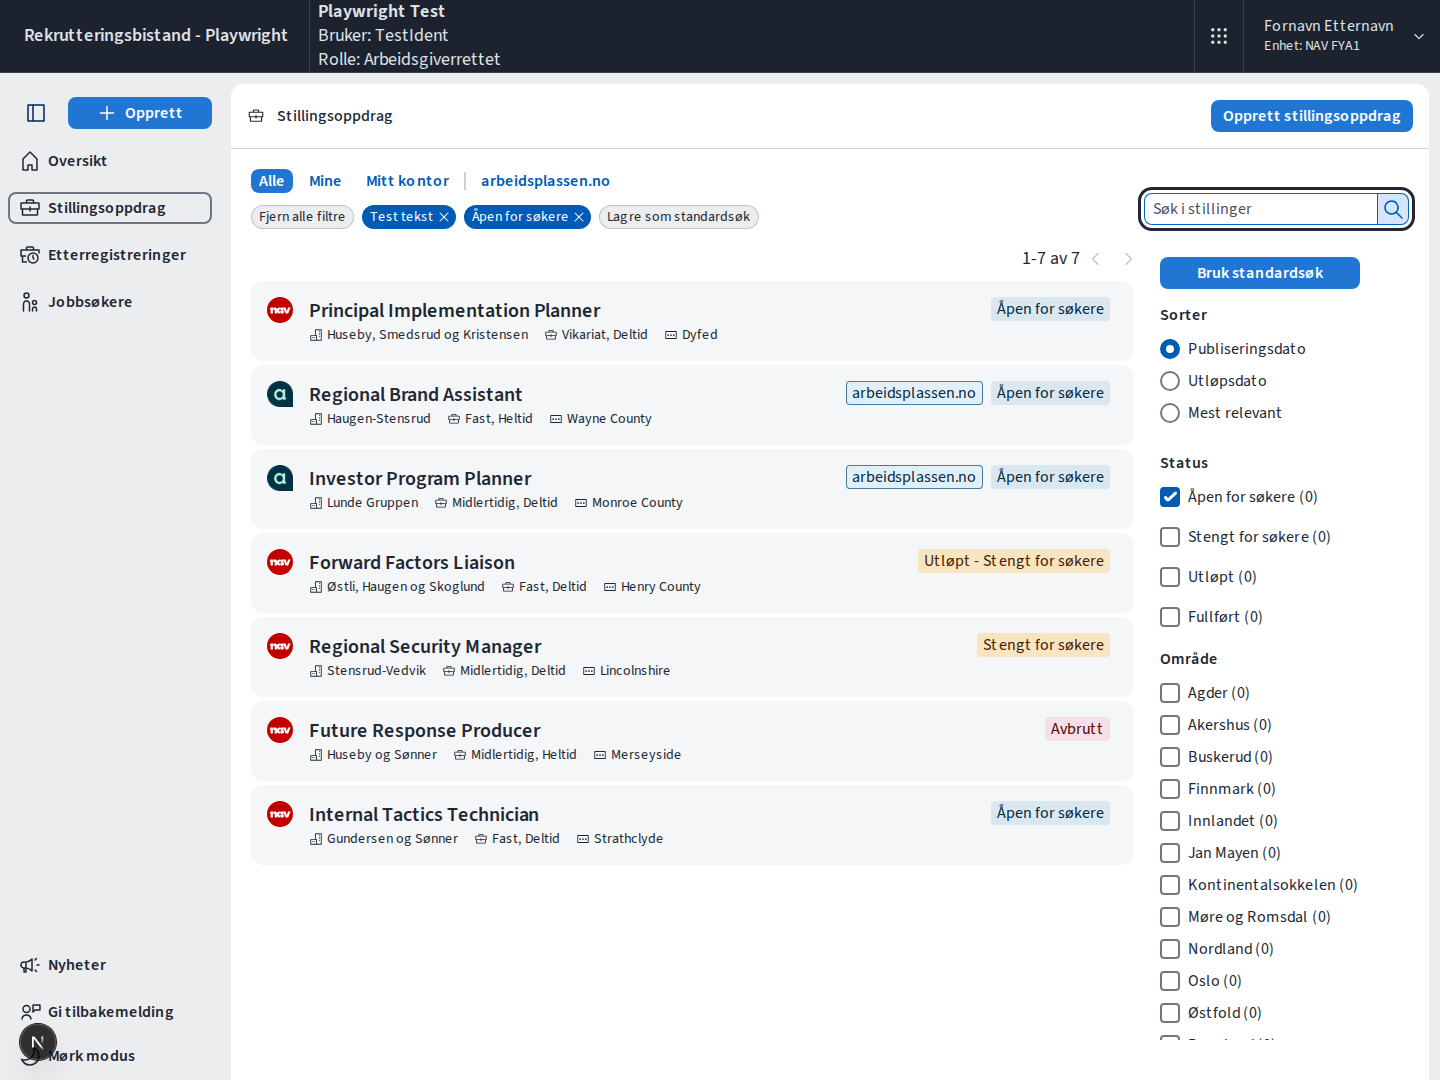 Rekrutteringsbistand - Playwright
Playwright Test
Bruker: TestIdent
Rolle: Arbeidsgiverrettet
Fornavn Etternavn
Enhet: NAV FYA1
Opprett
Oversikt
Stillingsoppdrag
Etterregistreringer
Jobbsøkere
Nyheter
Gi tilbakemelding
Mørk modus
Stillingsoppdrag
Opprett stillingsoppdrag
Alle Mine Mitt kontor arbeidsplassen.no
Fjern alle filtre Test tekst Åpen for søkere Lagre som standardsøk
1-7 av 7
nav
Principal Implementation Planner
Åpen for søkere
Huseby, Smedsrud og Kristensen Vikariat, Deltid Dyfed
a
Regional Brand Assistant
arbeidsplassen.no Åpen for søkere
Haugen-Stensrud Fast, Heltid Wayne County
a
Investor Program Planner
arbeidsplassen.no Åpen for søkere
Lunde Gruppen Midlertidig, Deltid Monroe County
nav
Forward Factors Liaison
Utløpt - Stengt for søkere
Østli, Haugen og Skoglund Fast, Deltid Henry County
nav
Regional Security Manager
Stengt for søkere
Stensrud-Vedvik Midlertidig, Deltid Lincolnshire
nav
Future Response Producer
Avbrutt
Huseby og Sønner Midlertidig, Heltid Merseyside
nav
Internal Tactics Technician
Åpen for søkere
Gundersen og Sønner Fast, Deltid Strathclyde
Søk i stillinger
Bruk standardsøk
Sorter
Publiseringsdato
Utløpsdato
Mest relevant
Status
Åpen for søkere (0)
Stengt for søkere (0)
Utløpt (0)
Fullført (0)
Område
Agder (0)
Akershus (0)
Buskerud (0)
Finnmark (0)
Innlandet (0)
Jan Mayen (0)
Kontinentalsokkelen (0)
Møre og Romsdal (0)
Nordland (0)
Oslo (0)
Østfold (0)